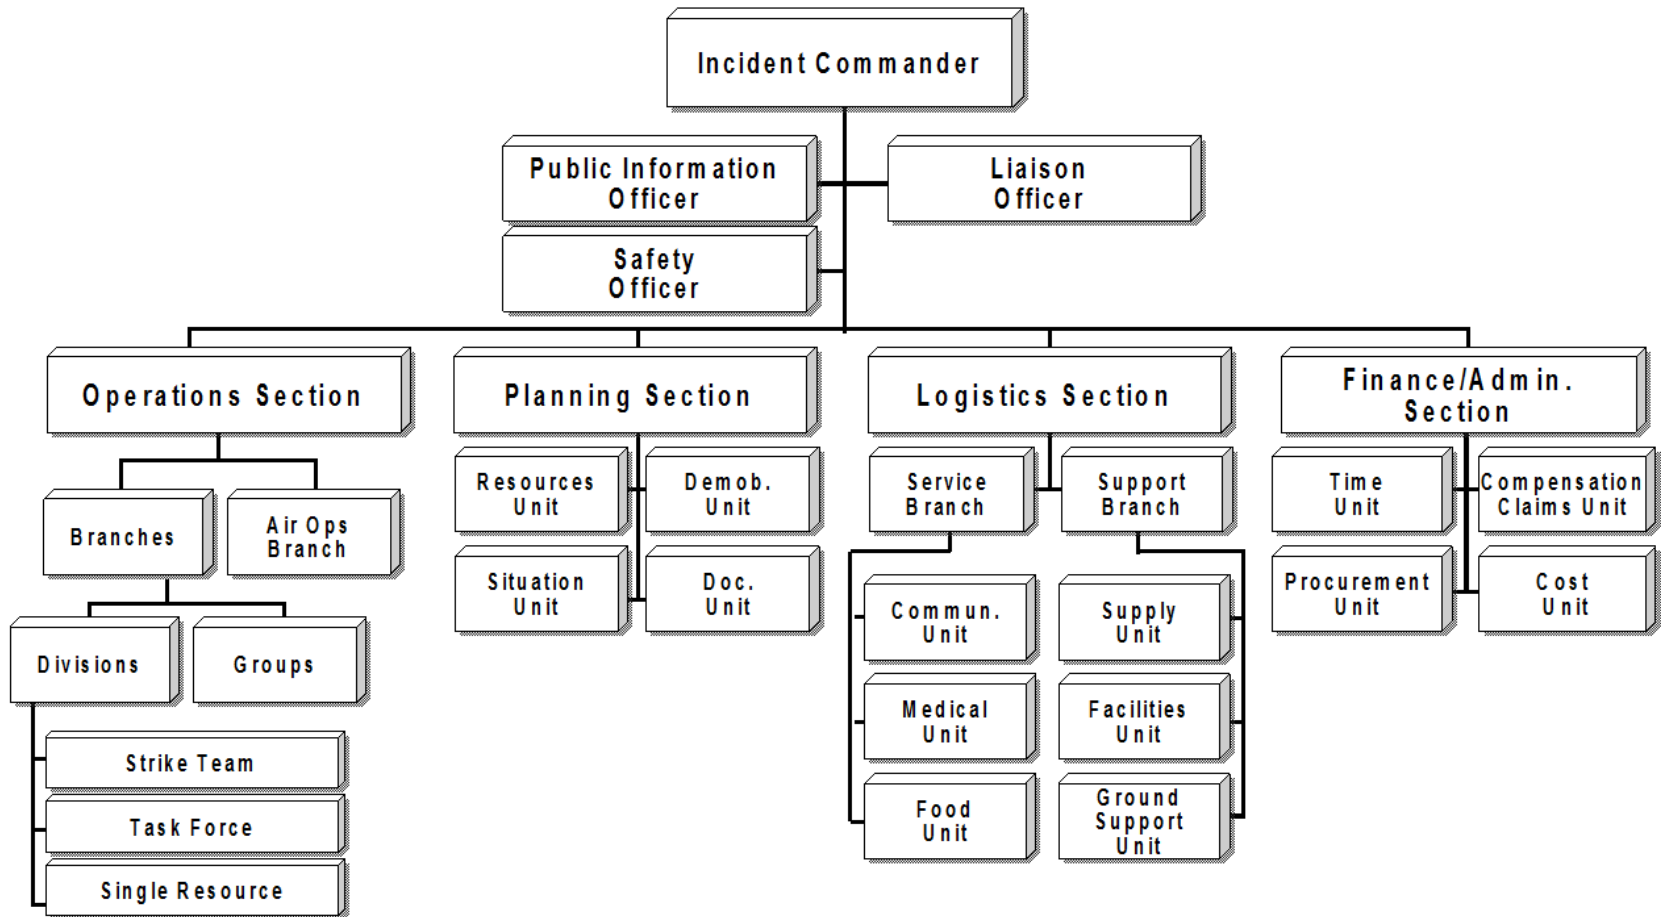 Incident Commander
Public Information
Officer
Liaison
Officer
Safety
Officer
Operations Section
Planning Section
Logistics Section
Finance/Admin.
Section
Branches
Air Ops
Branch
Divisions
Groups
Strike Team
Task Force
Single Resource
Resources
Unit
Demob.
Unit
Situation
Unit
Doc.
Unit
Service
Branch
Support
Branch
Commun.
Unit
Supply
Unit
Medical
Unit
Facilities
Unit
Food
Unit
Ground
Support
Unit
Time
Unit
Compensation
Claims Unit
Procurement
Unit
Cost
Unit